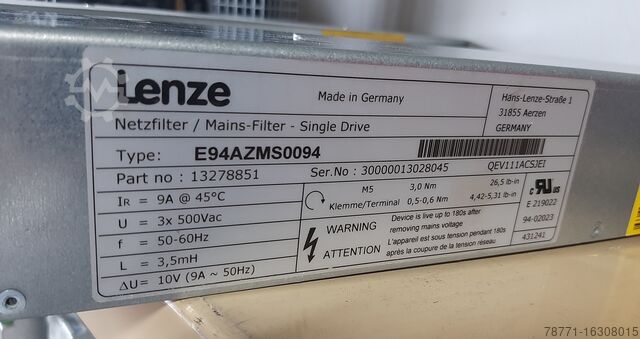 Lenze
Made in Germany
Hans-Lenze-Straße 1
31855 Aerzen
GERMANY
Netzfilter / Mains-Filter - Single Drive
Type: E94AZMS0094
Part no : 13278851
Ser.No : 30000013028045
QEV111ACSJEI
IR = 9A @ 45°C
M5 3,0 Nm 26,5 lb-in
Klemme/Terminal 0,5-0,6 Nm 4,42-5,31 lb-in
U = 3x 500Vac
f = 50-60Hz
L = 3,5mH
ΔU= 10V (9A ~ 50Hz)
WARNING Device is live up to 180s after
removing mains voltage
ATTENTION L'appareil est sous tension pendant 180s
après la coupure de la tension réseau
c RU us
E 219022
94-02023
431241
78771-16308015